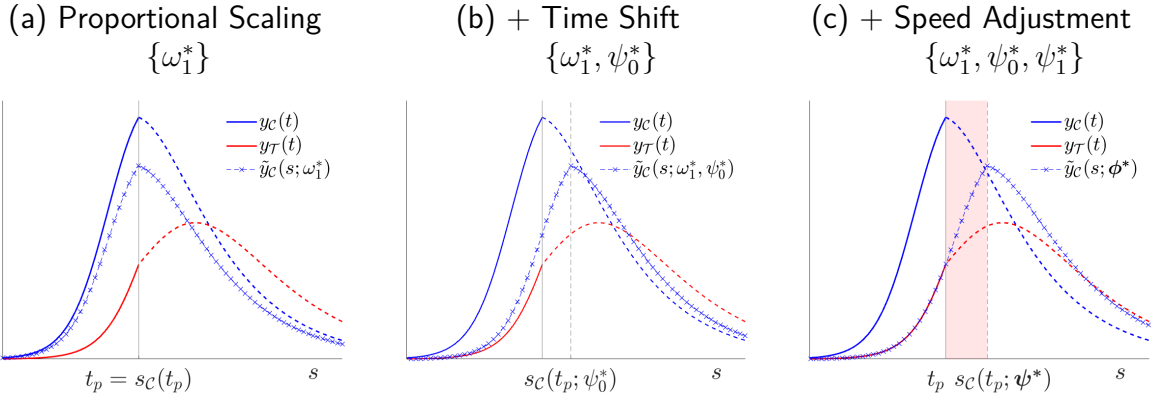 (a) Proportional Scaling
{ω₁*}
y_C(t)
y_T(t)
ỹ_C(s; ω₁*)
t_p = s_C(t_p)
s
(b) + Time Shift
{ω₁*, ψ₀*}
y_C(t)
y_T(t)
ỹ_C(s; ω₁*, ψ₀*)
s_C(t_p; ψ₀*)
s
(c) + Speed Adjustment
{ω₁*, ψ₀*, ψ₁*}
y_C(t)
y_T(t)
ỹ_C(s; ϕ*)
t_p s_C(t_p; ψ*)
s